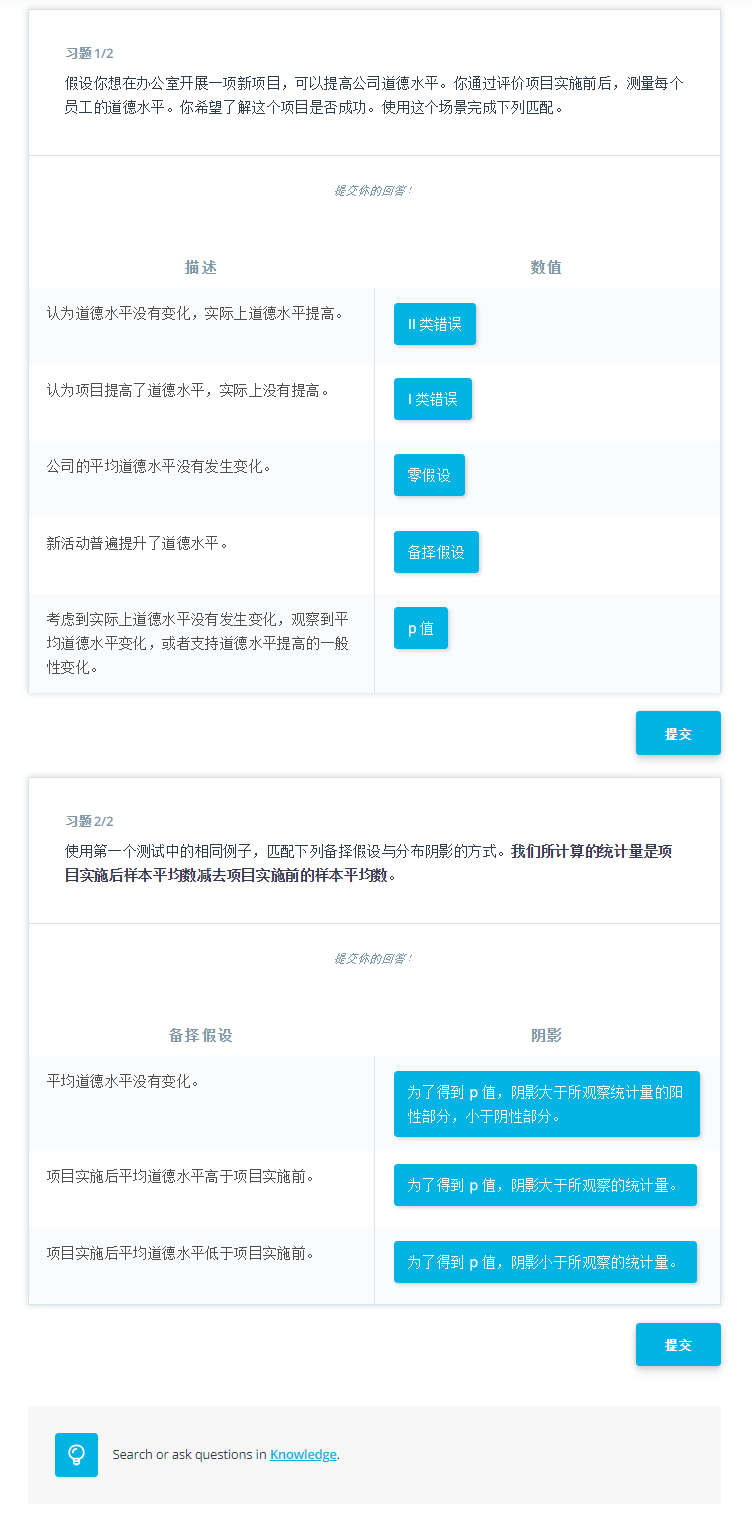 习题 1/2
假设你想在办公室开展一项新项目，可以提高公司道德水平。你通过评价项目实施前后，测量每个
员工的道德水平。你希望了解这个项目是否成功。使用这个场景完成下列匹配。
提交你的回答！
描述
数值
认为道德水平没有变化，实际上道德水平提高。
II 类错误
认为项目提高了道德水平，实际上没有提高。
I 类错误
公司的平均道德水平没有发生变化。
零假设
新活动普遍提升了道德水平。
备择假设
考虑到实际上道德水平没有发生变化，观察到平
均道德水平变化，或者支持道德水平提高的一般
性变化。
p 值
提交
习题 2/2
使用第一个测试中的相同例子，匹配下列备择假设与分布阴影的方式。我们所计算的统计量是项
目实施后样本平均数减去项目实施前的样本平均数。
提交你的回答！
备择假设
阴影
平均道德水平没有变化。
为了得到 p 值，阴影大于所观察统计量的阳
性部分，小于阴性部分。
项目实施后平均道德水平高于项目实施前。
为了得到 p 值，阴影大于所观察的统计量。
项目实施后平均道德水平低于项目实施前。
为了得到 p 值，阴影小于所观察的统计量。
提交
Search or ask questions in Knowledge.